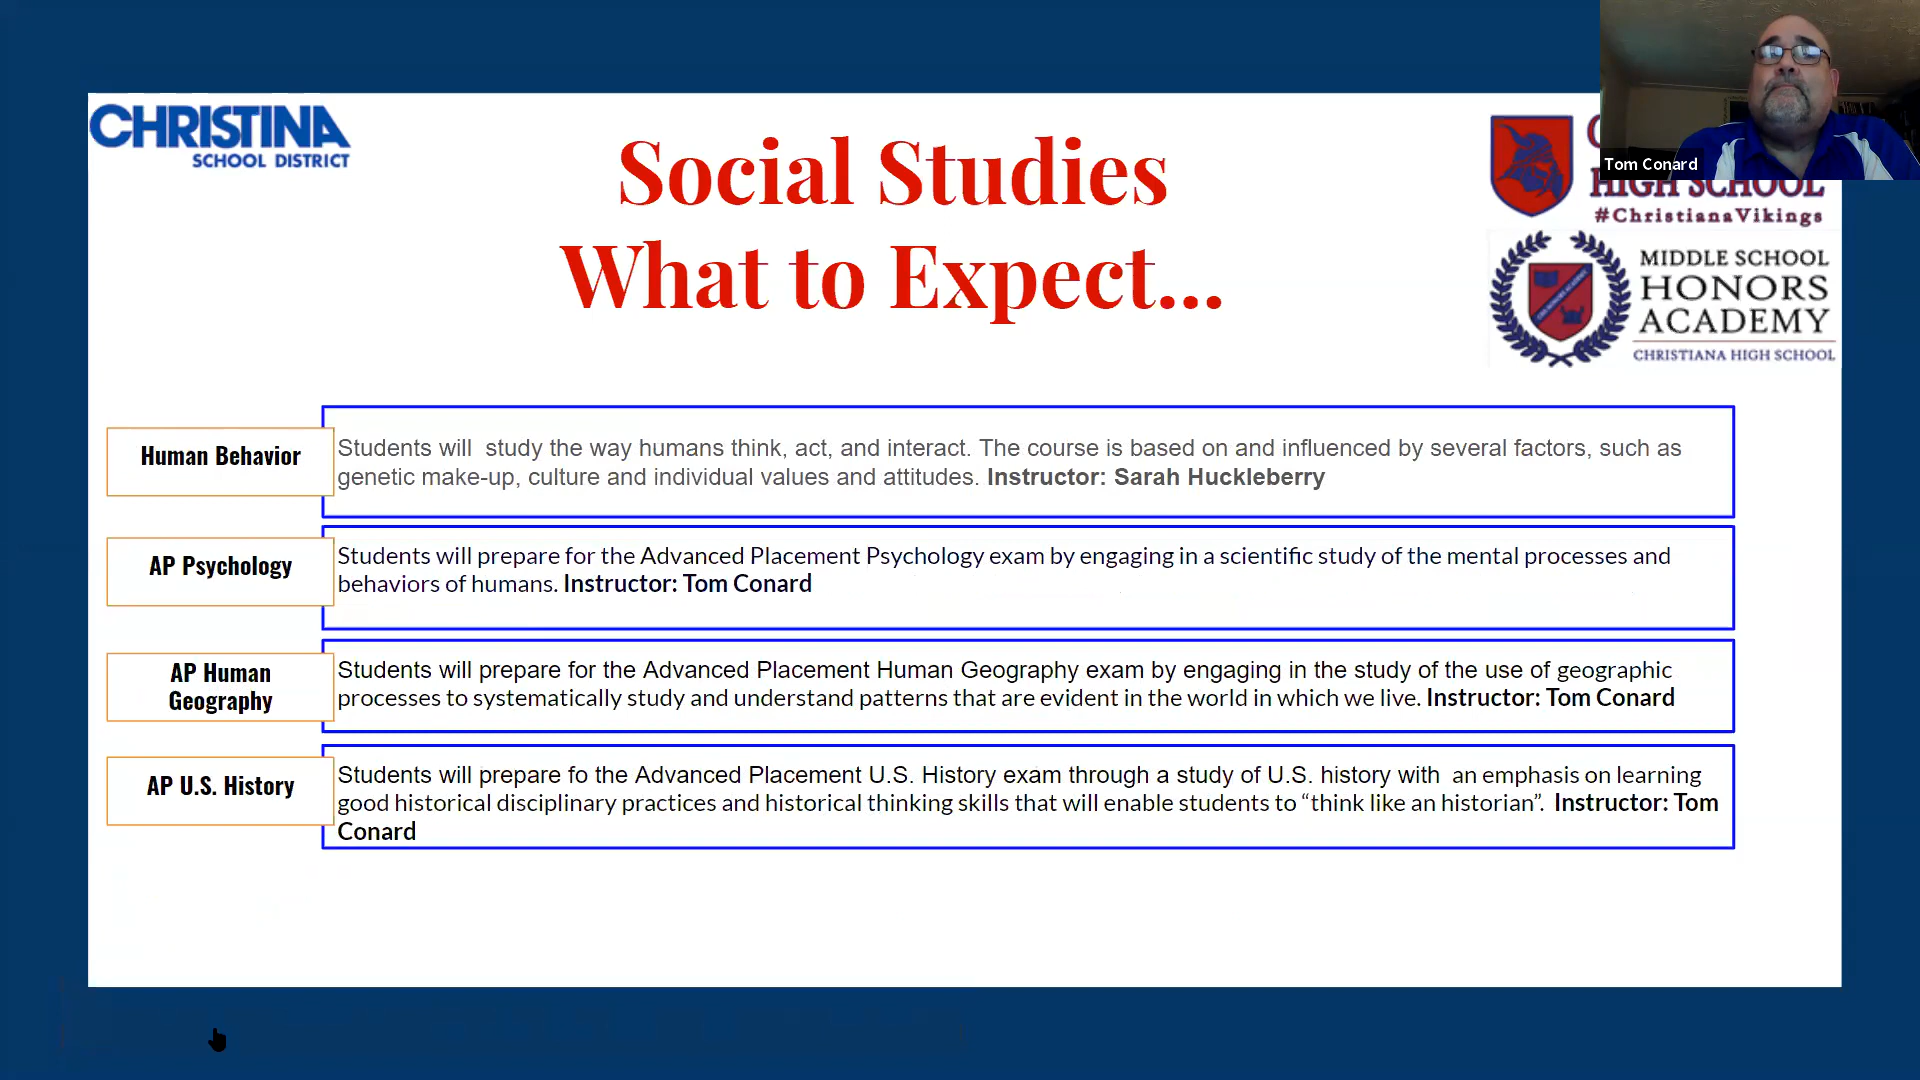 CHRISTINA
SCHOOL DISTRICT
Social Studies
What to Expect...
Tom Conard
HIGH SCHOOL
#ChristianaVikings
MIDDLE SCHOOL
HONORS
ACADEMY
CHRISTIANA HIGH SCHOOL
Human Behavior
Students will  study the way humans think, act, and interact. The course is based on and influenced by several factors, such as
genetic make-up, culture and individual values and attitudes. Instructor: Sarah Huckleberry
AP Psychology
Students will prepare for the Advanced Placement Psychology exam by engaging in a scientific study of the mental processes and
behaviors of humans. Instructor: Tom Conard
AP Human
Geography
Students will prepare for the Advanced Placement Human Geography exam by engaging in the study of the use of geographic
processes to systematically study and understand patterns that are evident in the world in which we live. Instructor: Tom Conard
AP U.S. History
Students will prepare fo the Advanced Placement U.S. History exam through a study of U.S. history with  an emphasis on learning
good historical disciplinary practices and historical thinking skills that will enable students to “think like an historian”.  Instructor: Tom
Conard